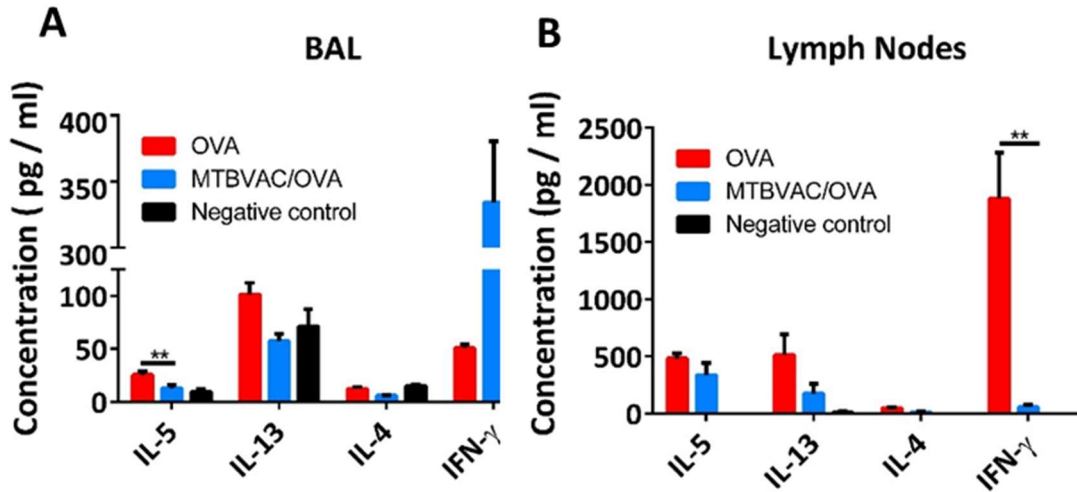 A
BAL
Concentration ( pg / ml)
400
350
300
100
50
0
OVA
MTBVAC/OVA
Negative control
**
IL-5
IL-13
IL-4
IFN-γ
B
Lymph Nodes
Concentration (pg / ml)
2500
2000
1500
1000
500
0
OVA
MTBVAC/OVA
Negative control
**
IL-5
IL-13
IL-4
IFN-γ